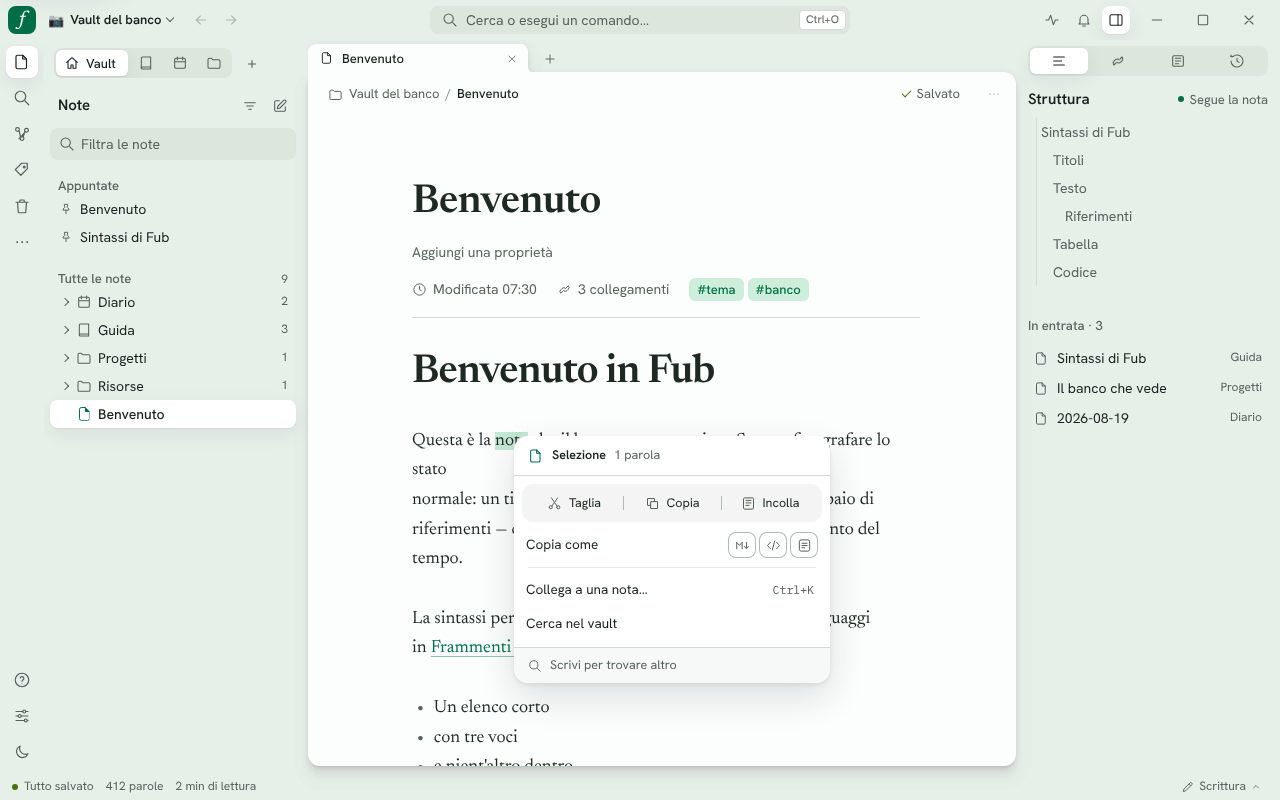 Vault del banco
Cerca o esegui un comando…
Ctrl+O
Vault
Note
Filtra le note
Appuntate
Benvenuto
Sintassi di Fub
Tutte le note 9
Diario 2
Guida 3
Progetti 1
Risorse 1
Benvenuto
Benvenuto
Vault del banco / Benvenuto
Salvato
Benvenuto
Aggiungi una proprietà
Modificata 07:30 3 collegamenti #tema #banco
Benvenuto in Fub
Questa è la
lo
stato
normale: un
di
riferimenti —
del
tempo.
La sintassi
in Frammenti
Un elenco corto
con tre voci
e nient'altro dentro
Selezione 1 parola
Taglia Copia Incolla
Copia come
Collega a una nota… Ctrl+K
Cerca nel vault
Scrivi per trovare altro
Struttura Segue la nota
Sintassi di Fub
Titoli
Testo
Riferimenti
Tabella
Codice
In entrata · 3
Sintassi di Fub Guida
Il banco che vede Progetti
2026-08-19 Diario
Tutto salvato 412 parole 2 min di lettura
Scrittura